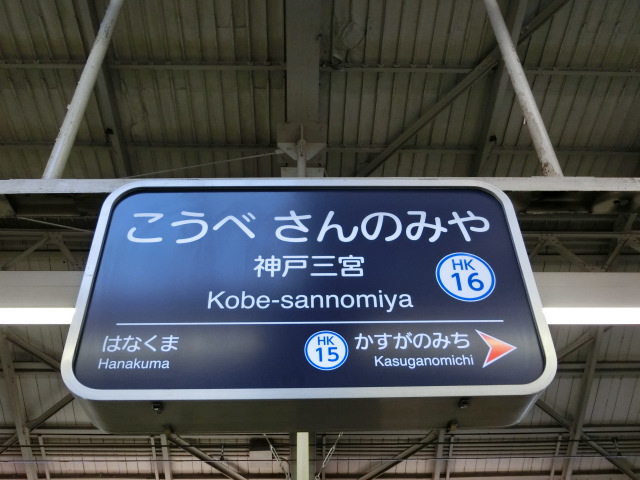 こうべ さんのみや
神戸三宮
HK
16
Kobe-sannomiya
はなくま
Hanakuma
HK
15
かすがのみち
Kasuganomichi